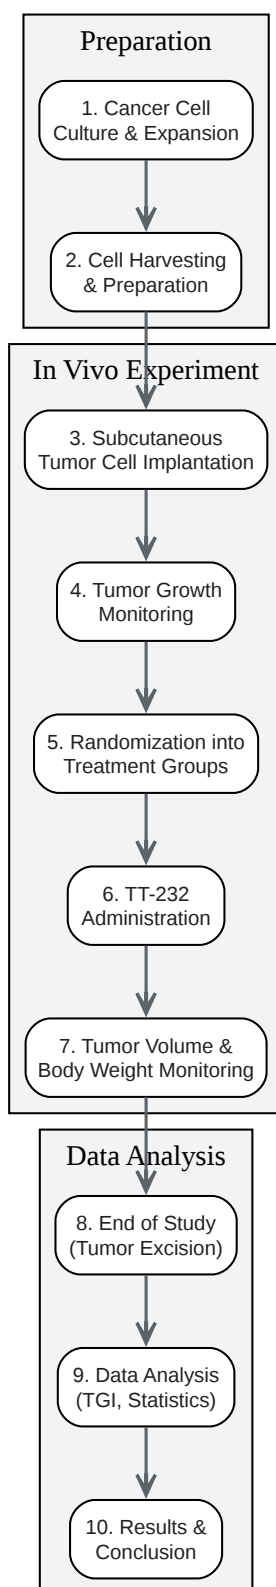 Preparation
1. Cancer Cell
Culture & Expansion
2. Cell Harvesting
& Preparation
In Vivo Experiment
3. Subcutaneous
Tumor Cell Implantation
4. Tumor Growth
Monitoring
5. Randomization into
Treatment Groups
6. TT-232
Administration
7. Tumor Volume &
Body Weight Monitoring
Data Analysis
8. End of Study
(Tumor Excision)
9. Data Analysis
(TGI, Statistics)
10. Results &
Conclusion